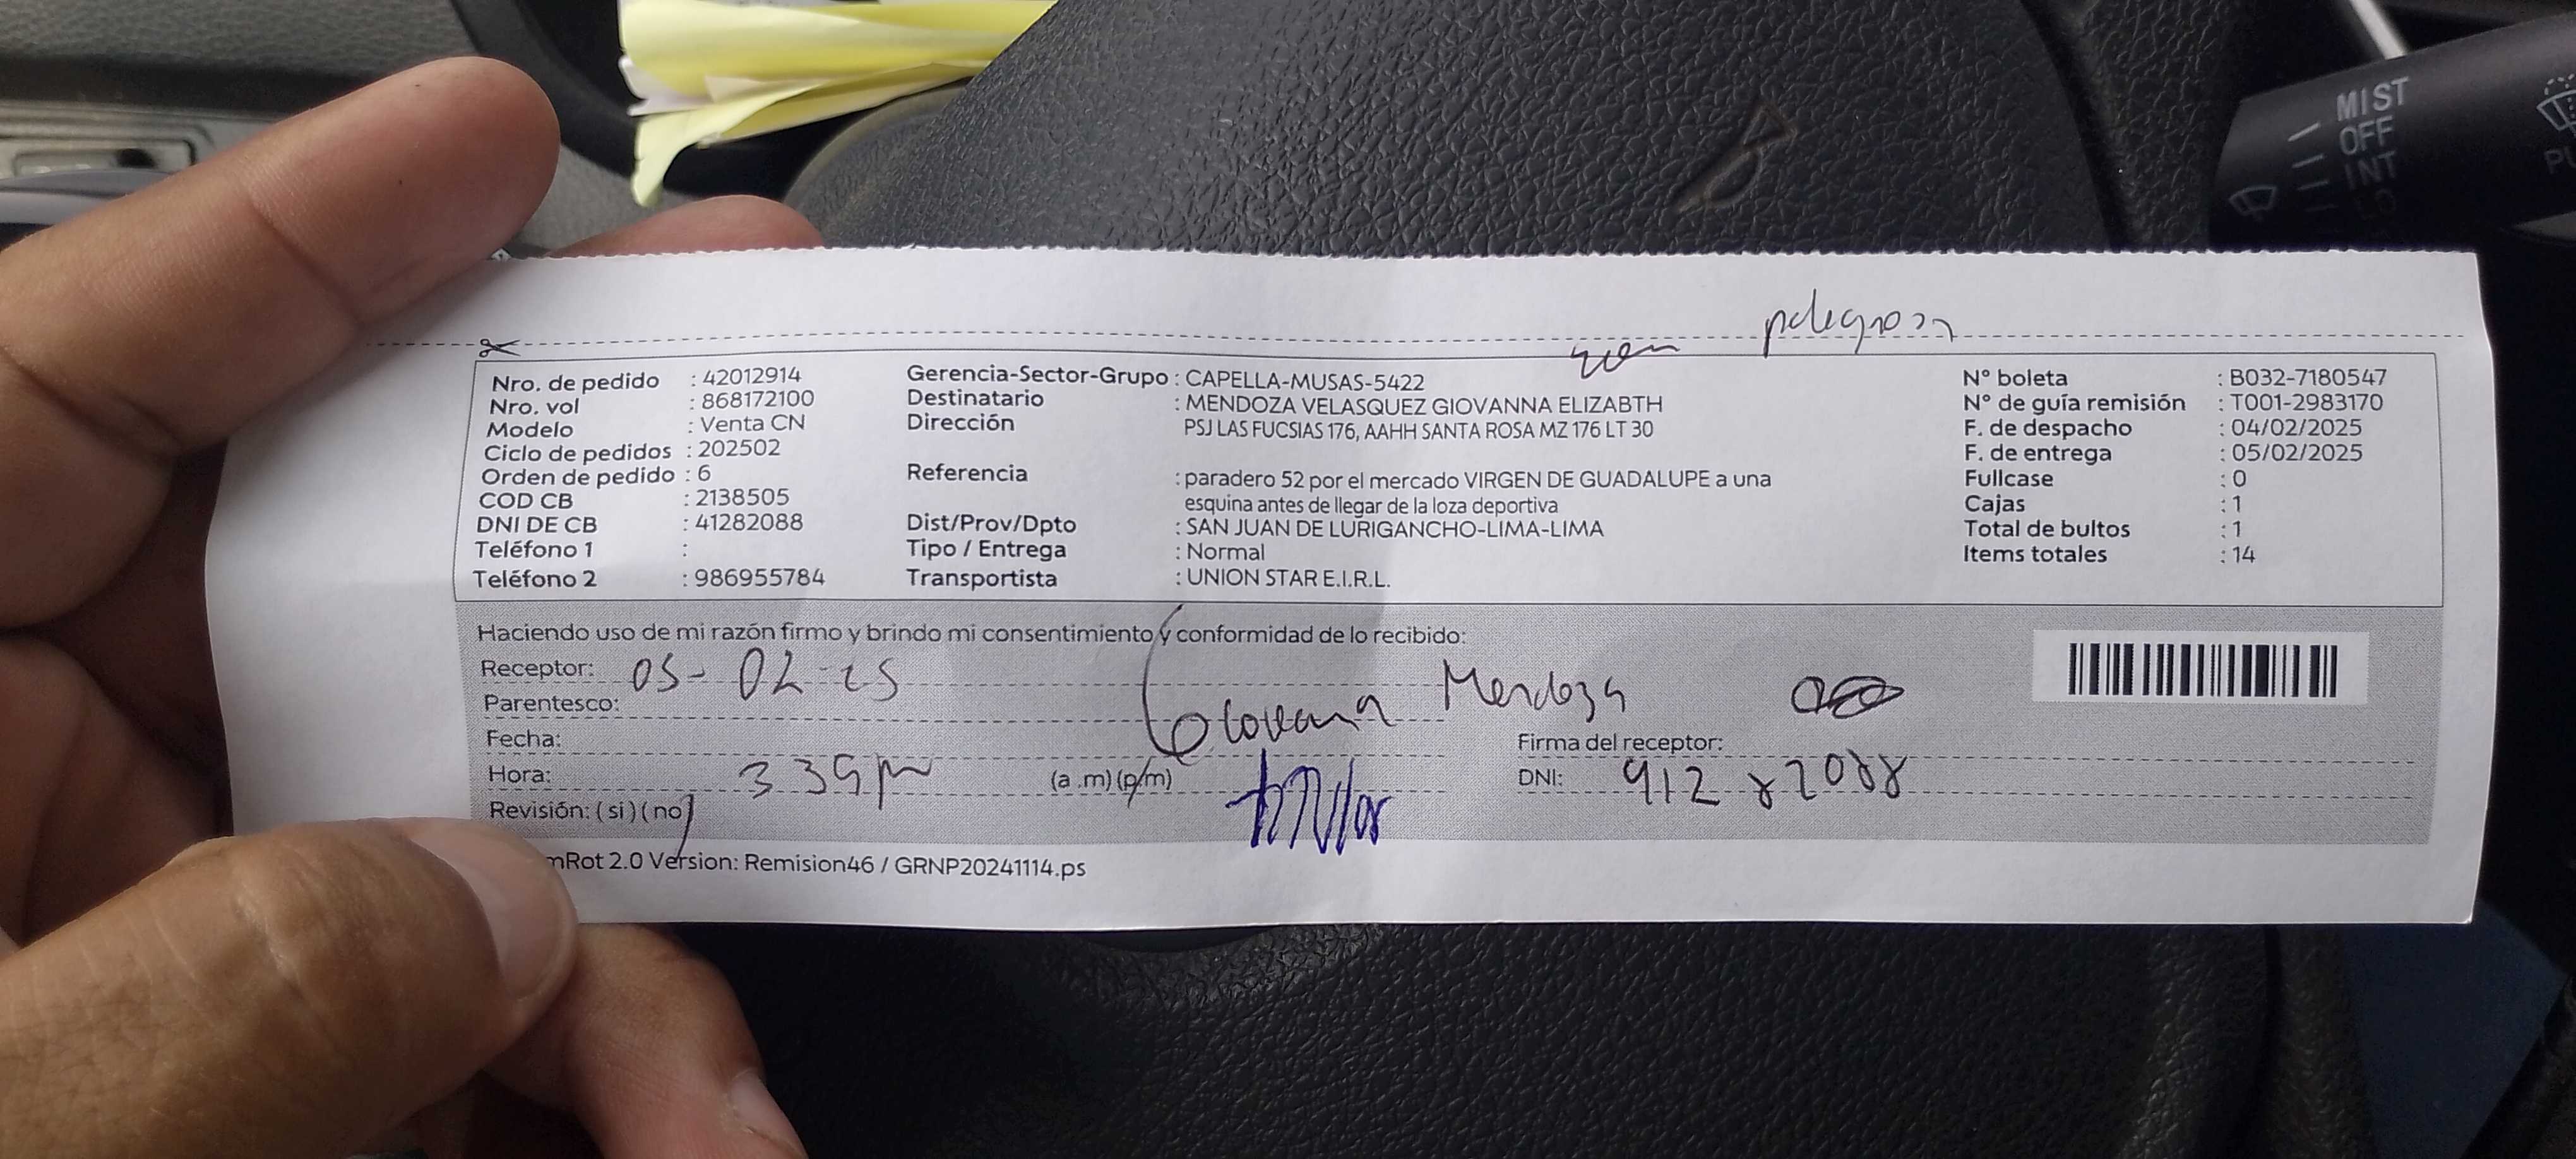 MIST
OFF
INT
LO
zon peligrosa
Nro. de pedido : 42012914
Nro. vol : 868172100
Modelo : Venta CN
Ciclo de pedidos : 202502
Orden de pedido : 6
COD CB : 2138505
DNI DE CB : 41282088
Teléfono 1 :
Teléfono 2 : 986955784
Gerencia-Sector-Grupo : CAPELLA-MUSAS-5422
Destinatario : MENDOZA VELASQUEZ GIOVANNA ELIZABTH
Dirección PSJ LAS FUCSIAS 176, AAHH SANTA ROSA MZ 176 LT 30
Referencia : paradero 52 por el mercado VIRGEN DE GUADALUPE a una
esquina antes de llegar de la loza deportiva
Dist/Prov/Dpto : SAN JUAN DE LURIGANCHO-LIMA-LIMA
Tipo / Entrega : Normal
Transportista : UNION STAR E.I.R.L.
N° boleta : B032-7180547
N° de guía remisión : T001-2983170
F. de despacho : 04/02/2025
F. de entrega : 05/02/2025
Fullcase : 0
Cajas : 1
Total de bultos : 1
Items totales : 14
Haciendo uso de mi razón firmo y brindo mi consentimiento y conformidad de lo recibido:
Receptor: 05-02-25
Parentesco:
Giovana Mendoza
Fecha:
Firma del receptor:
Hora: 3 39 pm (a.m)(p/m)
DNI: 412 82088
Revisión: (si)(no)
mRot 2.0 Version: Remision46 / GRNP20241114.ps